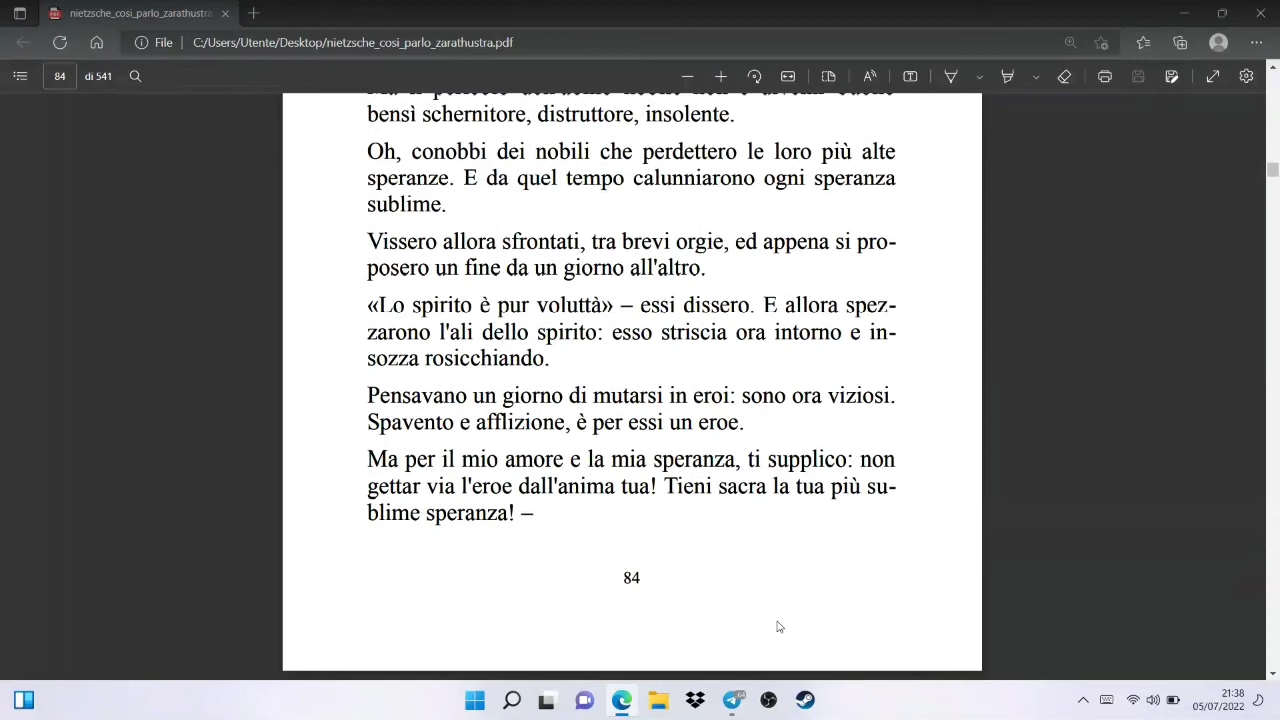 nietzsche_cosi_parlo_zarathustra
File C:/Users/Utente/Desktop/nietzsche_cosi_parlo_zarathustra.pdf
84 di 541
bensì schernitore, distruttore, insolente.
Oh, conobbi dei nobili che perdettero le loro più alte
speranze. E da quel tempo calunniarono ogni speranza
sublime.
Vissero allora sfrontati, tra brevi orgie, ed appena si pro-
posero un fine da un giorno all'altro.
«Lo spirito è pur voluttà» – essi dissero. E allora spez-
zarono l'ali dello spirito: esso striscia ora intorno e in-
sozza rosicchiando.
Pensavano un giorno di mutarsi in eroi: sono ora viziosi.
Spavento e afflizione, è per essi un eroe.
Ma per il mio amore e la mia speranza, ti supplico: non
gettar via l'eroe dall'anima tua! Tieni sacra la tua più su-
blime speranza! –
84
64
21:38
05/07/2022